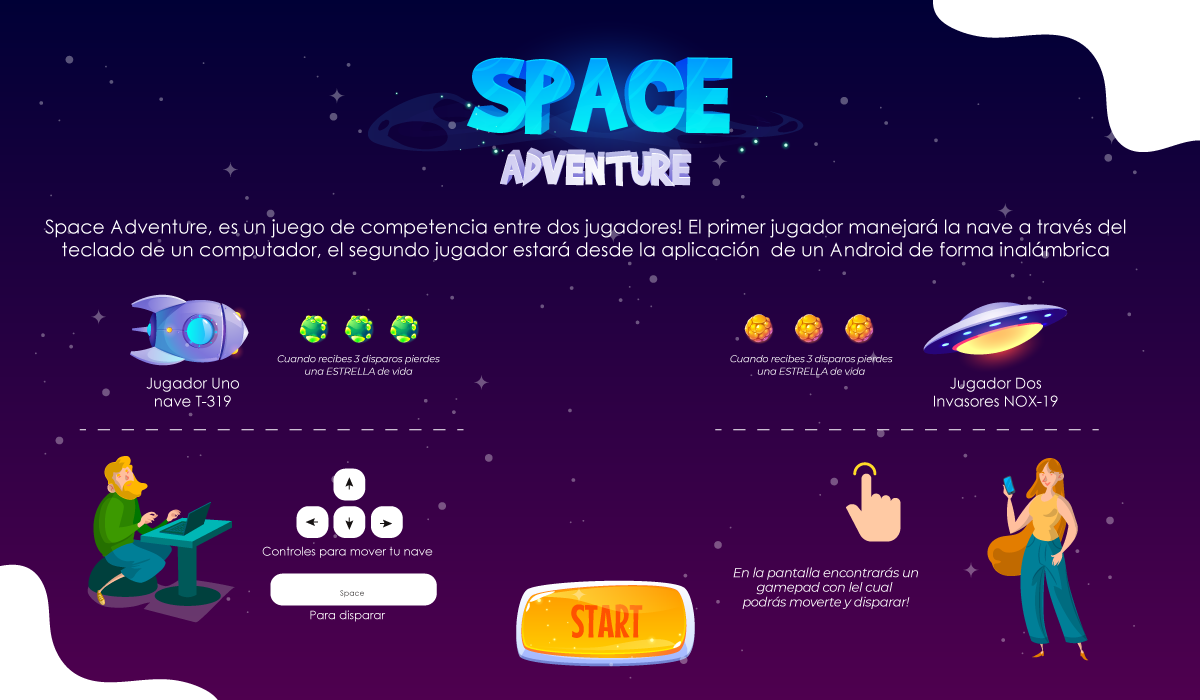 SPACE
ADVENTURE
Space Adventure, es un juego de competencia entre dos jugadores! El primer jugador manejará la nave a través del
teclado de un computador, el segundo jugador estará desde la aplicación de un Android de forma inalámbrica
Cuando recibes 3 disparos pierdes
una ESTRELLA de vida
Jugador Uno
nave T-319
Cuando recibes 3 disparos pierdes
una ESTRELLA de vida
Jugador Dos
Invasores NOX-19
Controles para mover tu nave
Space
Para disparar
En la pantalla encontrarás un
gamepad con lel cual
podrás moverte y disparar!
START